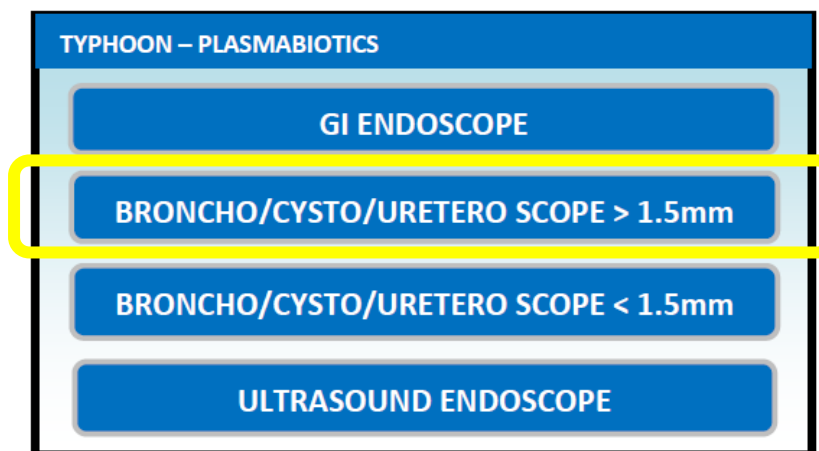 TYPHOON – PLASMABIOTICS
GI ENDOSCOPE
BRONCHO/CYSTO/URETERO SCOPE > 1.5mm
BRONCHO/CYSTO/URETERO SCOPE < 1.5mm
ULTRASOUND ENDOSCOPE